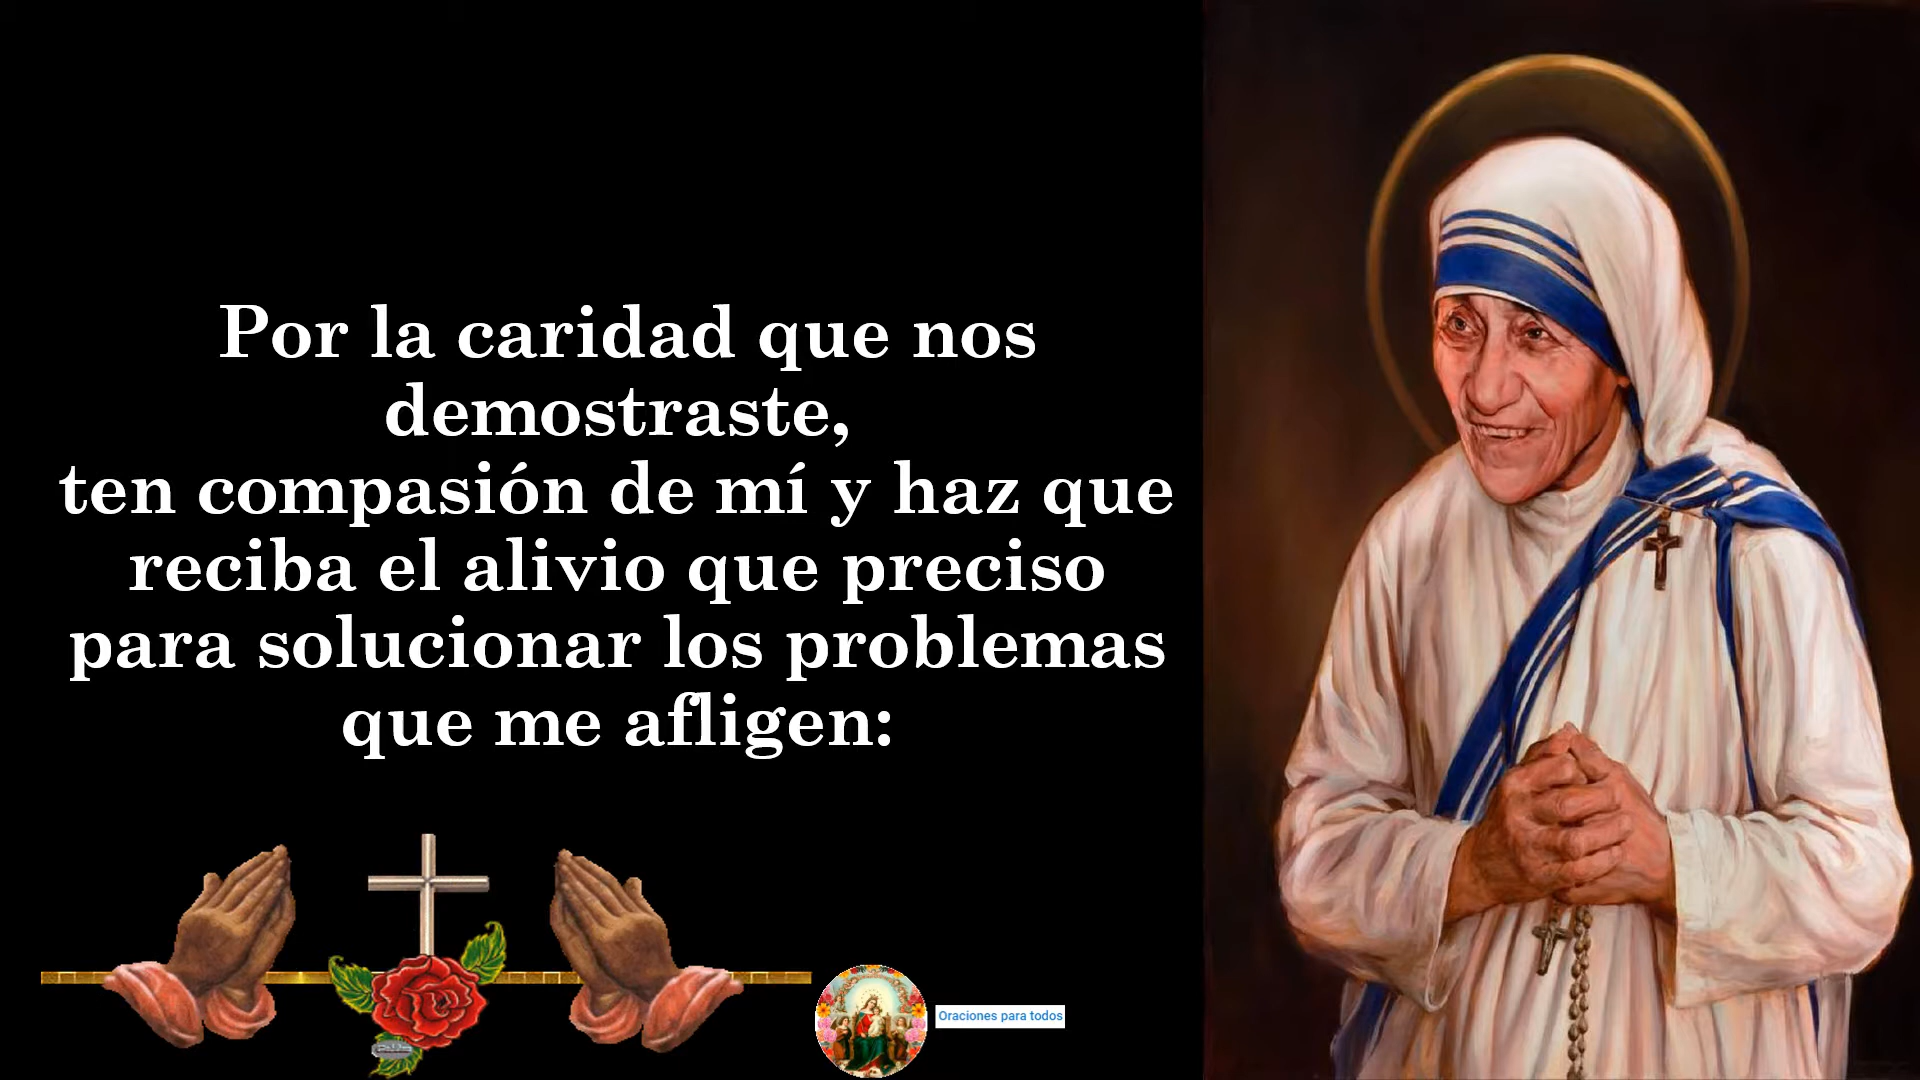 Por la caridad que nos
demostraste,
ten compasión de mí y haz que
reciba el alivio que preciso
para solucionar los problemas
que me afligen:
Oraciones para todos